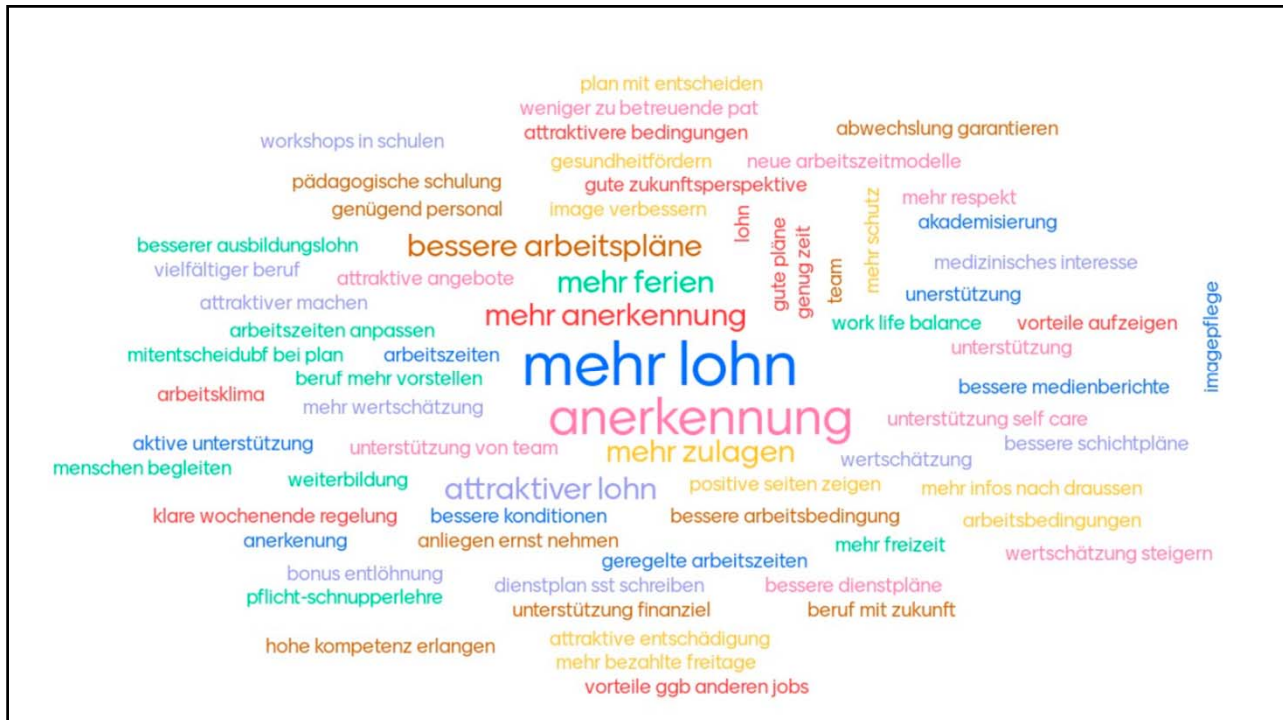 plan mit entscheiden
weniger zu betreuende pat
attraktivere bedingungen
abwechslung garantieren
workshops in schulen
gesundheitfördern
neue arbeitszeitmodelle
pädagogische schulung
gute zukunftsperspektive
mehr respekt
genügend personal
image verbessern
lohn
mehr schutz
akademisierung
besserer ausbildungslohn
bessere arbeitspläne
gute pläne
genug zeit
team
medizinisches interesse
vielfältiger beruf
attraktive angebote
mehr ferien
unerstützung
attraktiver machen
mehr anerkennung
work life balance
vorteile aufzeigen
imagepflege
arbeitszeiten anpassen
unterstützung
mitentscheidubf bei plan
arbeitszeiten
mehr lohn
beruf mehr vorstellen
bessere medienberichte
arbeitsklima
mehr wertschätzung
anerkennung
unterstützung self care
aktive unterstützung
unterstützung von team
mehr zulagen
bessere schichtpläne
wertschätzung
menschen begleiten
weiterbildung
attraktiver lohn
positive seiten zeigen
mehr infos nach draussen
klare wochenende regelung
bessere konditionen
bessere arbeitsbedingung
arbeitsbedingungen
anerkenung
anliegen ernst nehmen
mehr freizeit
wertschätzung steigern
geregelte arbeitszeiten
bonus entlöhnung
dienstplan sst schreiben
bessere dienstpläne
pflicht-schnupperlehre
unterstützung finanziel
beruf mit zukunft
hohe kompetenz erlangen
attraktive entschädigung
mehr bezahlte freitage
vorteile ggb anderen jobs